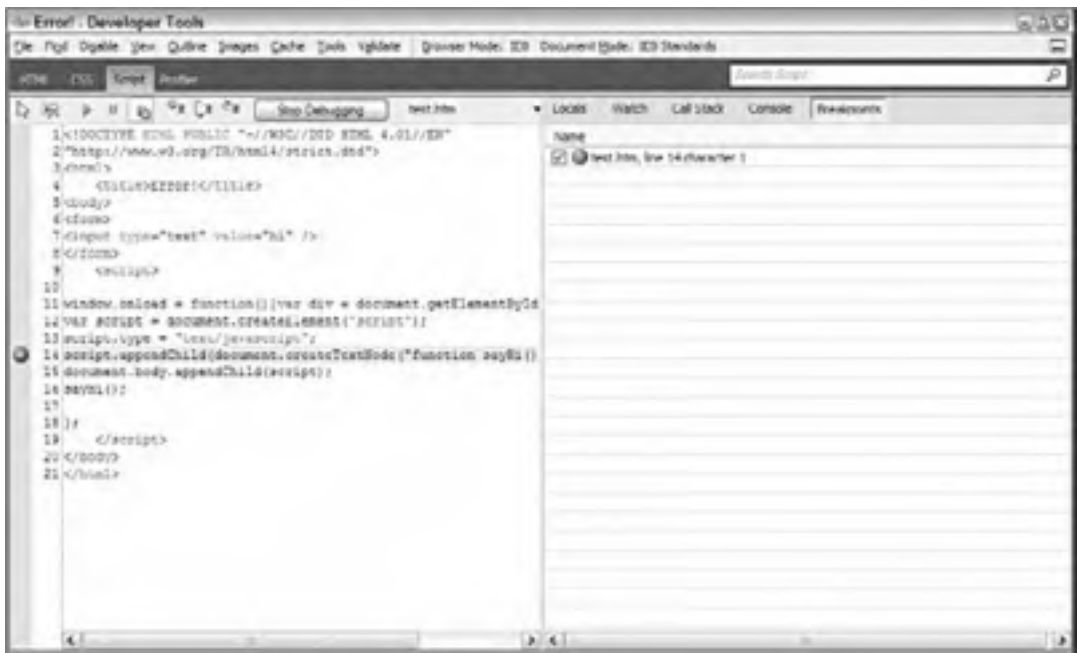 Error! - Developer Tools
File Find Disable View Outline Images Cache Tools Validate Browser Mode: IE8 Document Mode: IE8 Standards
HTML CSS Script Profiler
Search Script
Stop Debugging test.htm
Locals Watch Call Stack Console Breakpoints
1 <!DOCTYPE HTML PUBLIC "-//W3C//DTD HTML 4.01//EN"
2 "http://www.w3.org/TR/html4/strict.dtd">
3 <html>
4 <title>Error!</title>
5 <body>
6 <form>
7 <input type="text" value="hi" />
8 </form>
9 <script>
10
11 window.onload = function(){var div = document.getElementById
12 var script = document.createElement("script");
13 script.type = "text/javascript";
14 script.appendChild(document.createTextNode("function sayHi()
15 document.body.appendChild(script);
16 sayHi();
17
18 };
19 </script>
20 </body>
21 </html>
Name
test.htm, line 14 character 1